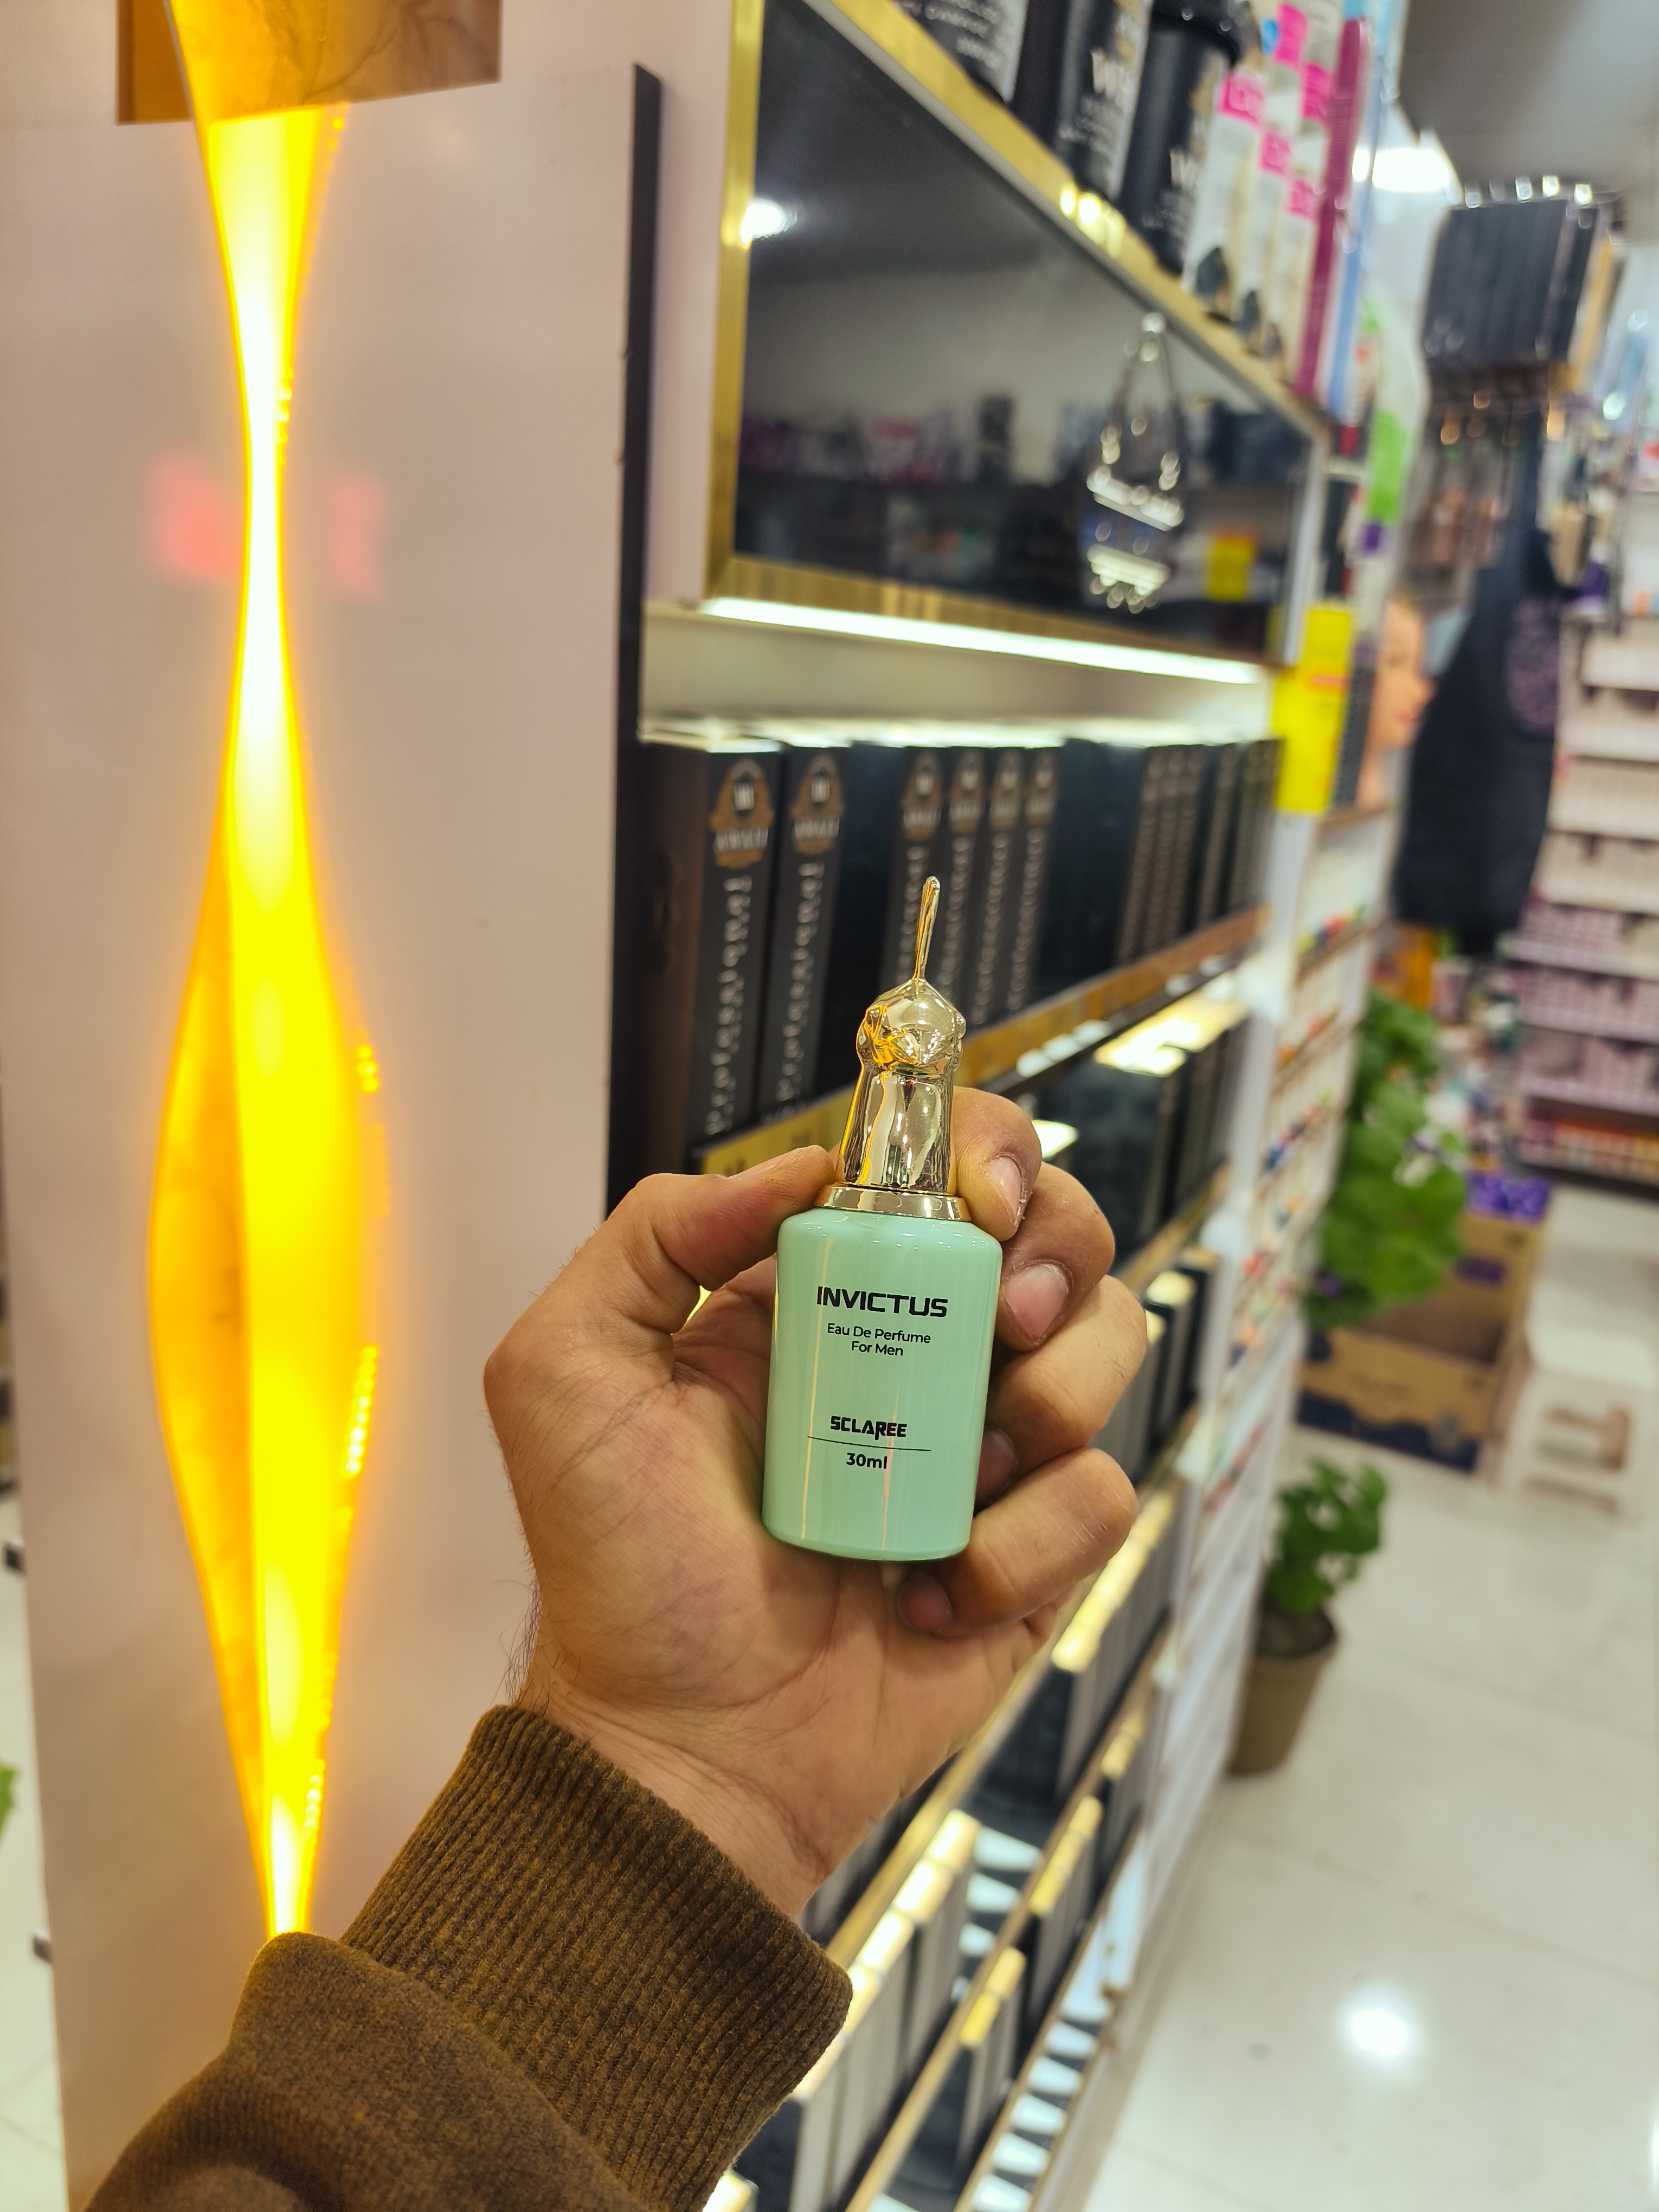 INVICTUS
Eau De Perfume
For Men
SCLAREE
30ml